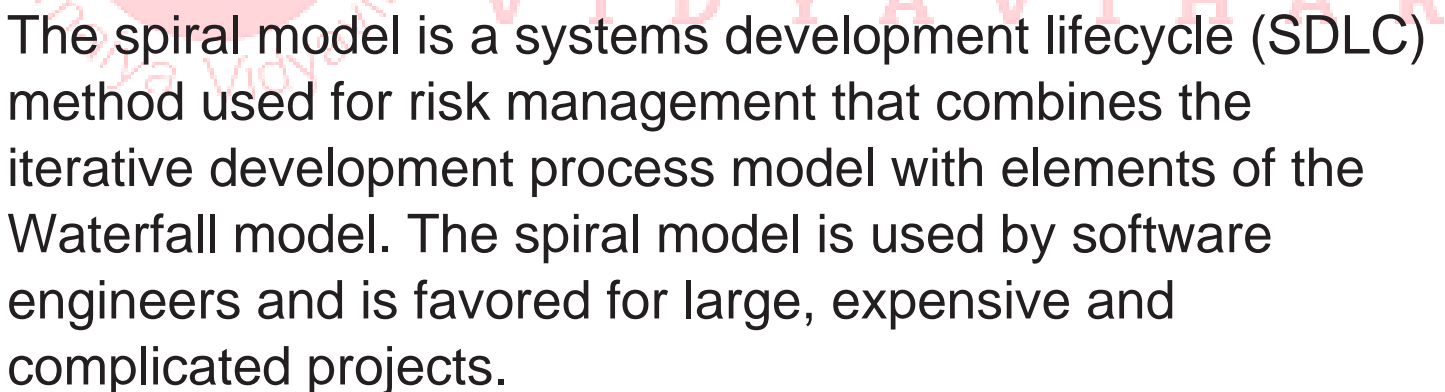 V I D Y A V I H A R
The spiral model is a systems development lifecycle (SDLC)
method used for risk management that combines the
iterative development process model with elements of the
Waterfall model. The spiral model is used by software
engineers and is favored for large, expensive and
complicated projects.